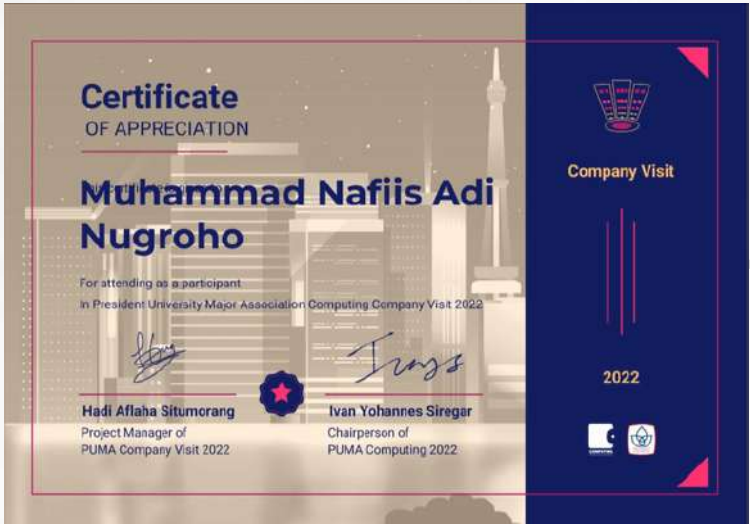 Certificate
OF APPRECIATION
Muhammad Nafiis Adi
Nugroho
For attending as a participant
In President University Major Association Computing Company Visit 2022
Hadi Aflaha Situmorang
Project Manager of
PUMA Company Visit 2022
Ivan Yohannes Siregar
Chairperson of
PUMA Computing 2022
Company Visit
2022
COMPUTING